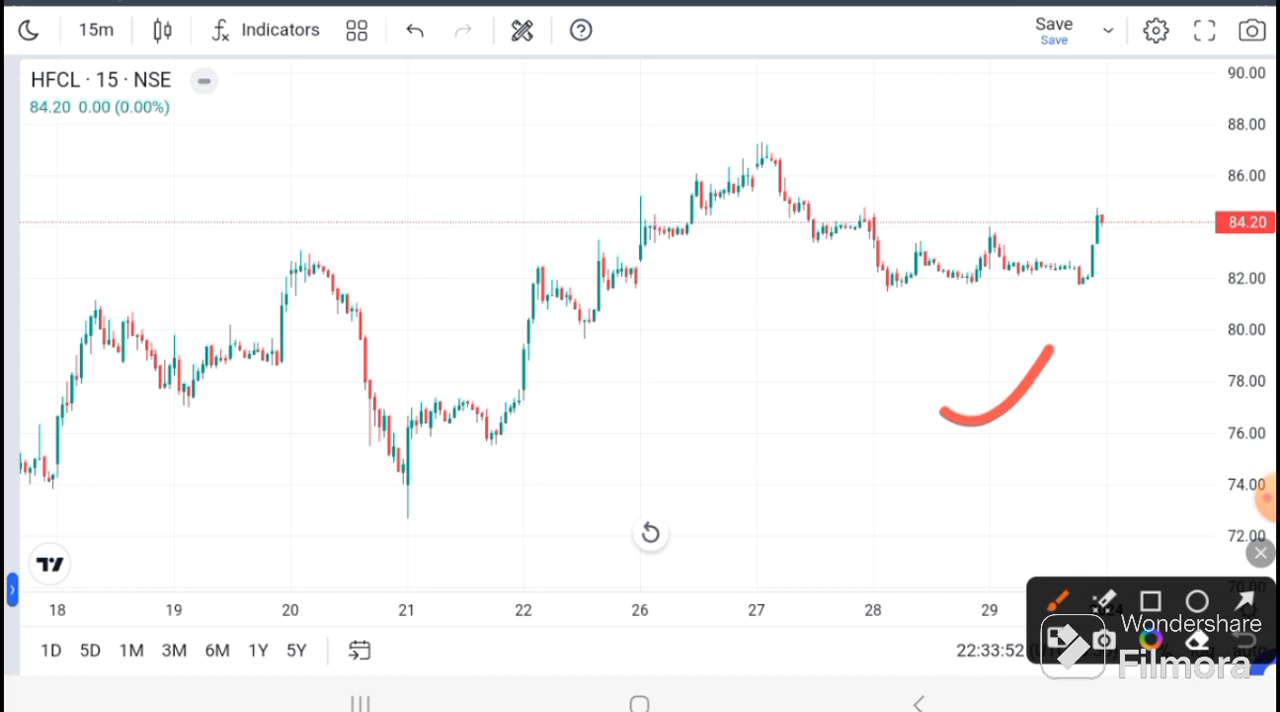 15m Indicators Save
Save
HFCL · 15 · NSE
84.20 0.00 (0.00%)
90.00
88.00
86.00
84.20
82.00
80.00
78.00
76.00
74.00
72.00
18 19 20 21 22 26 27 28 29
1D 5D 1M 3M 6M 1Y 5Y
22:33:52
Wondershare
Filmora